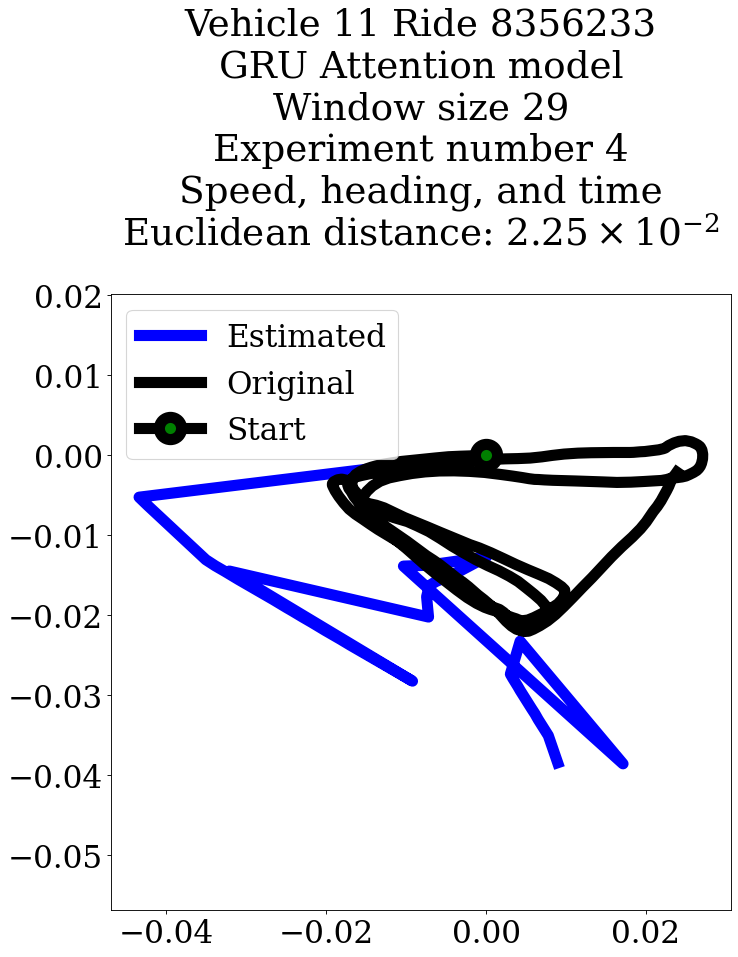 Vehicle 11 Ride 8356233
GRU Attention model
Window size 29
Experiment number 4
Speed, heading, and time
Euclidean distance: 2.25 × 10⁻²
Estimated
Original
Start
0.02
0.01
0.00
−0.01
−0.02
−0.03
−0.04
−0.05
−0.04
−0.02
0.00
0.02